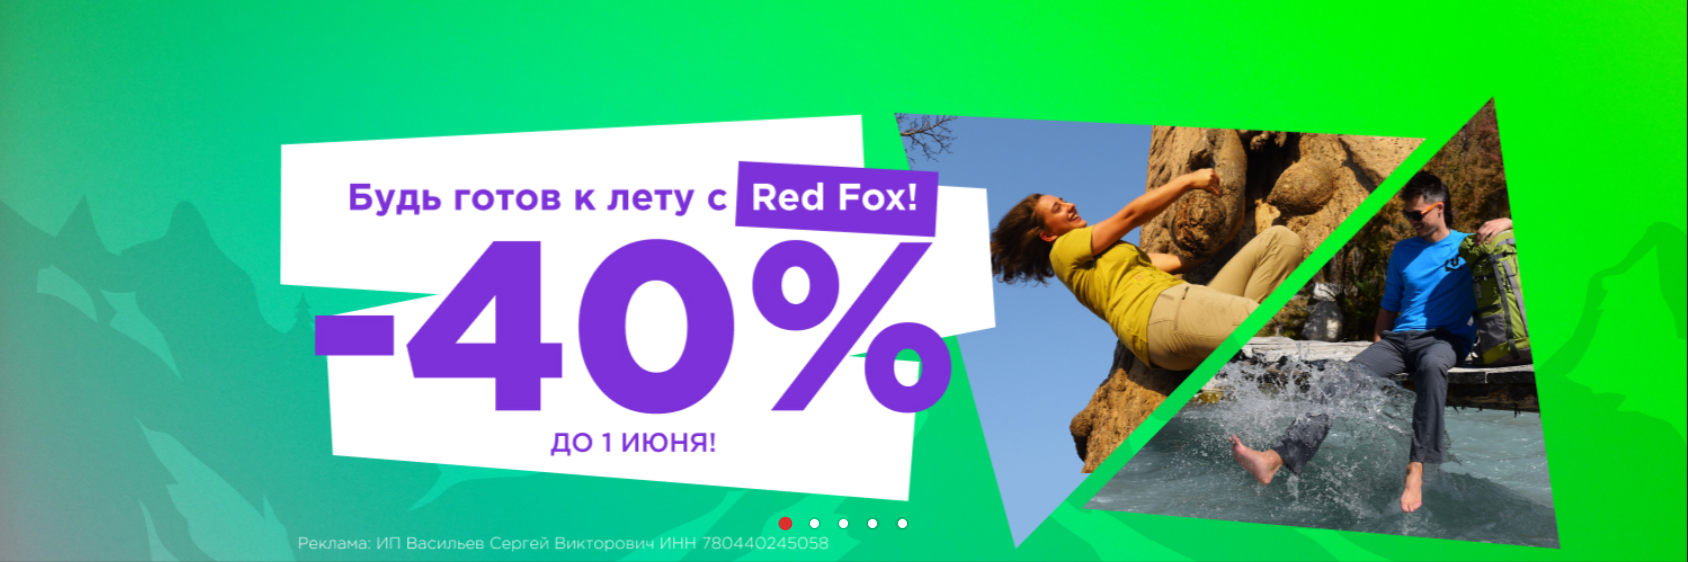 Будь готов к лету с Red Fox!
-40%
ДО 1 ИЮНЯ!
Реклама: ИП Васильев Сергей Викторович ИНН 780440245058